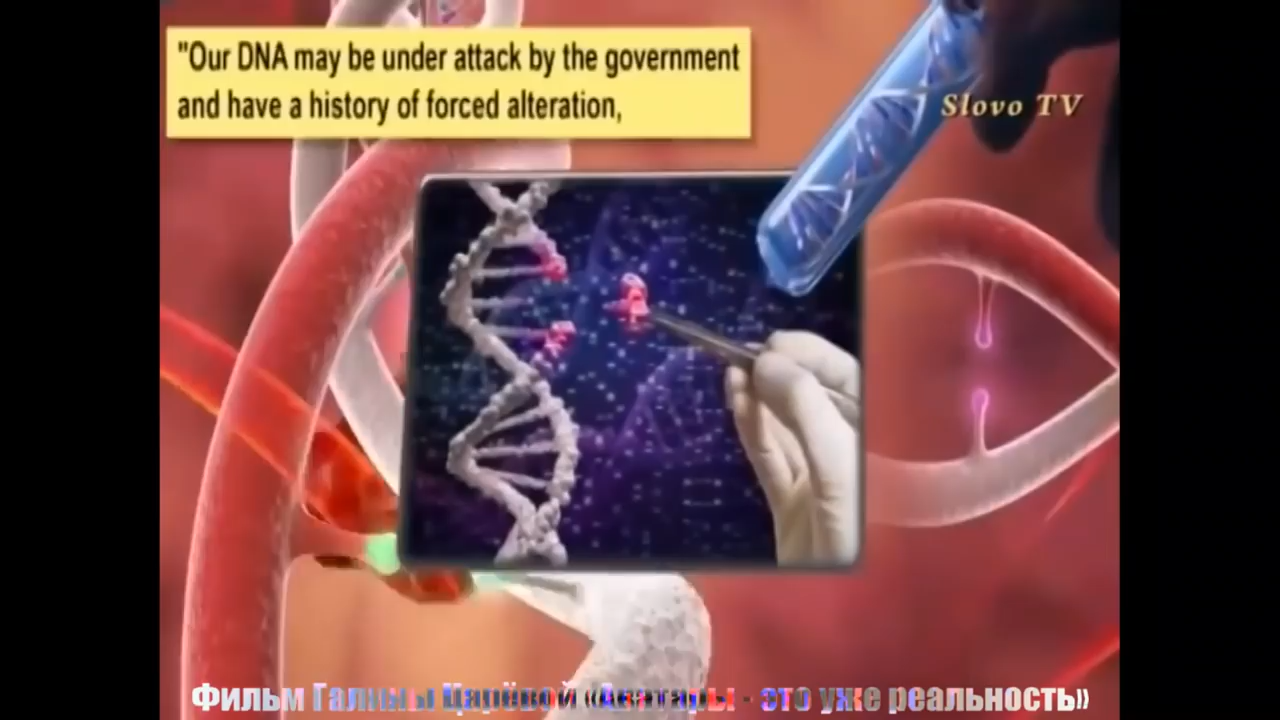 "Our DNA may be under attack by the government
and have a history of forced alteration,
Slovo TV
Фильм Галины Царёвой «Аватары - это уже реальность»